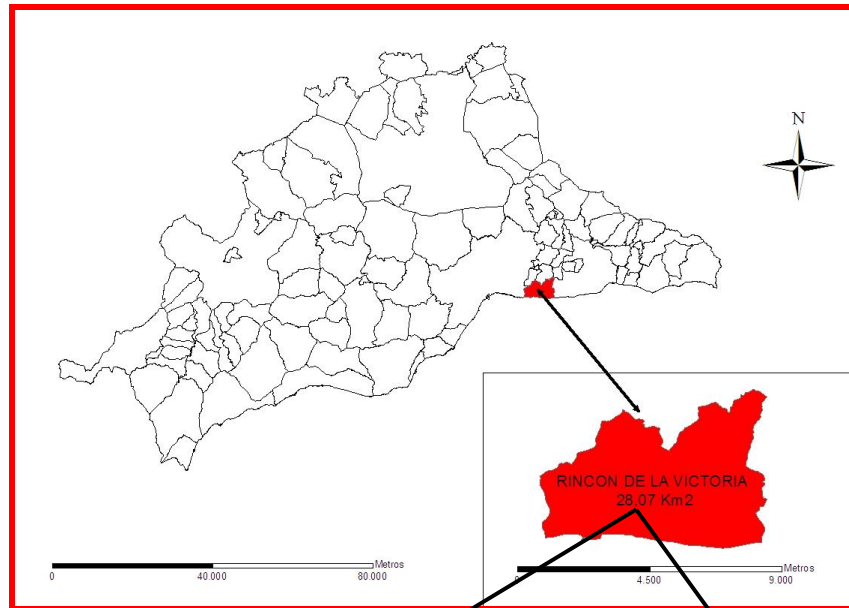 N
RINCON DE LA VICTORIA
28,07 Km2
Metros
0
40.000
80.000
Metros
4.500
9.000